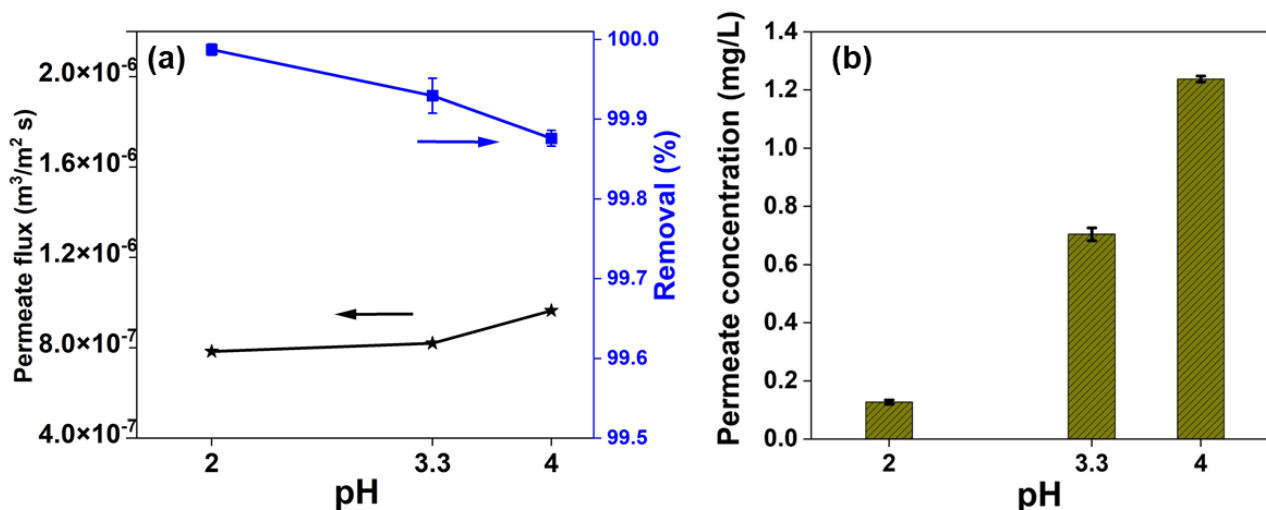 (a)
Permeate flux (m³/m² s)
2.0×10⁻⁶
1.6×10⁻⁶
1.2×10⁻⁶
8.0×10⁻⁷
4.0×10⁻⁷
2 3.3 4
pH
100.0
99.9
99.8
99.7
99.6
99.5
Removal (%)
(b)
Permeate concentration (mg/L)
1.4
1.2
1.0
0.8
0.6
0.4
0.2
0.0
2 3.3 4
pH